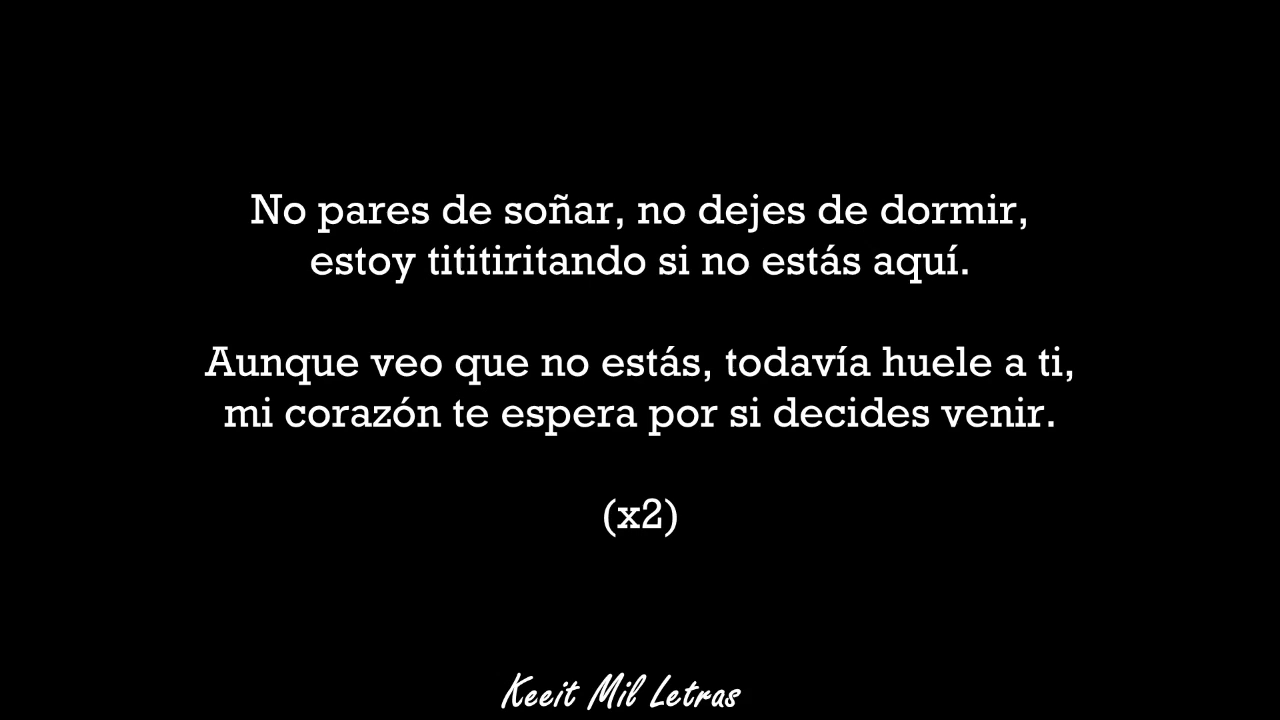 No pares de soñar, no dejes de dormir,
estoy tititiritando si no estás aquí.
Aunque veo que no estás, todavía huele a ti,
mi corazón te espera por si decides venir.
(x2)
Keeit Mil Letras